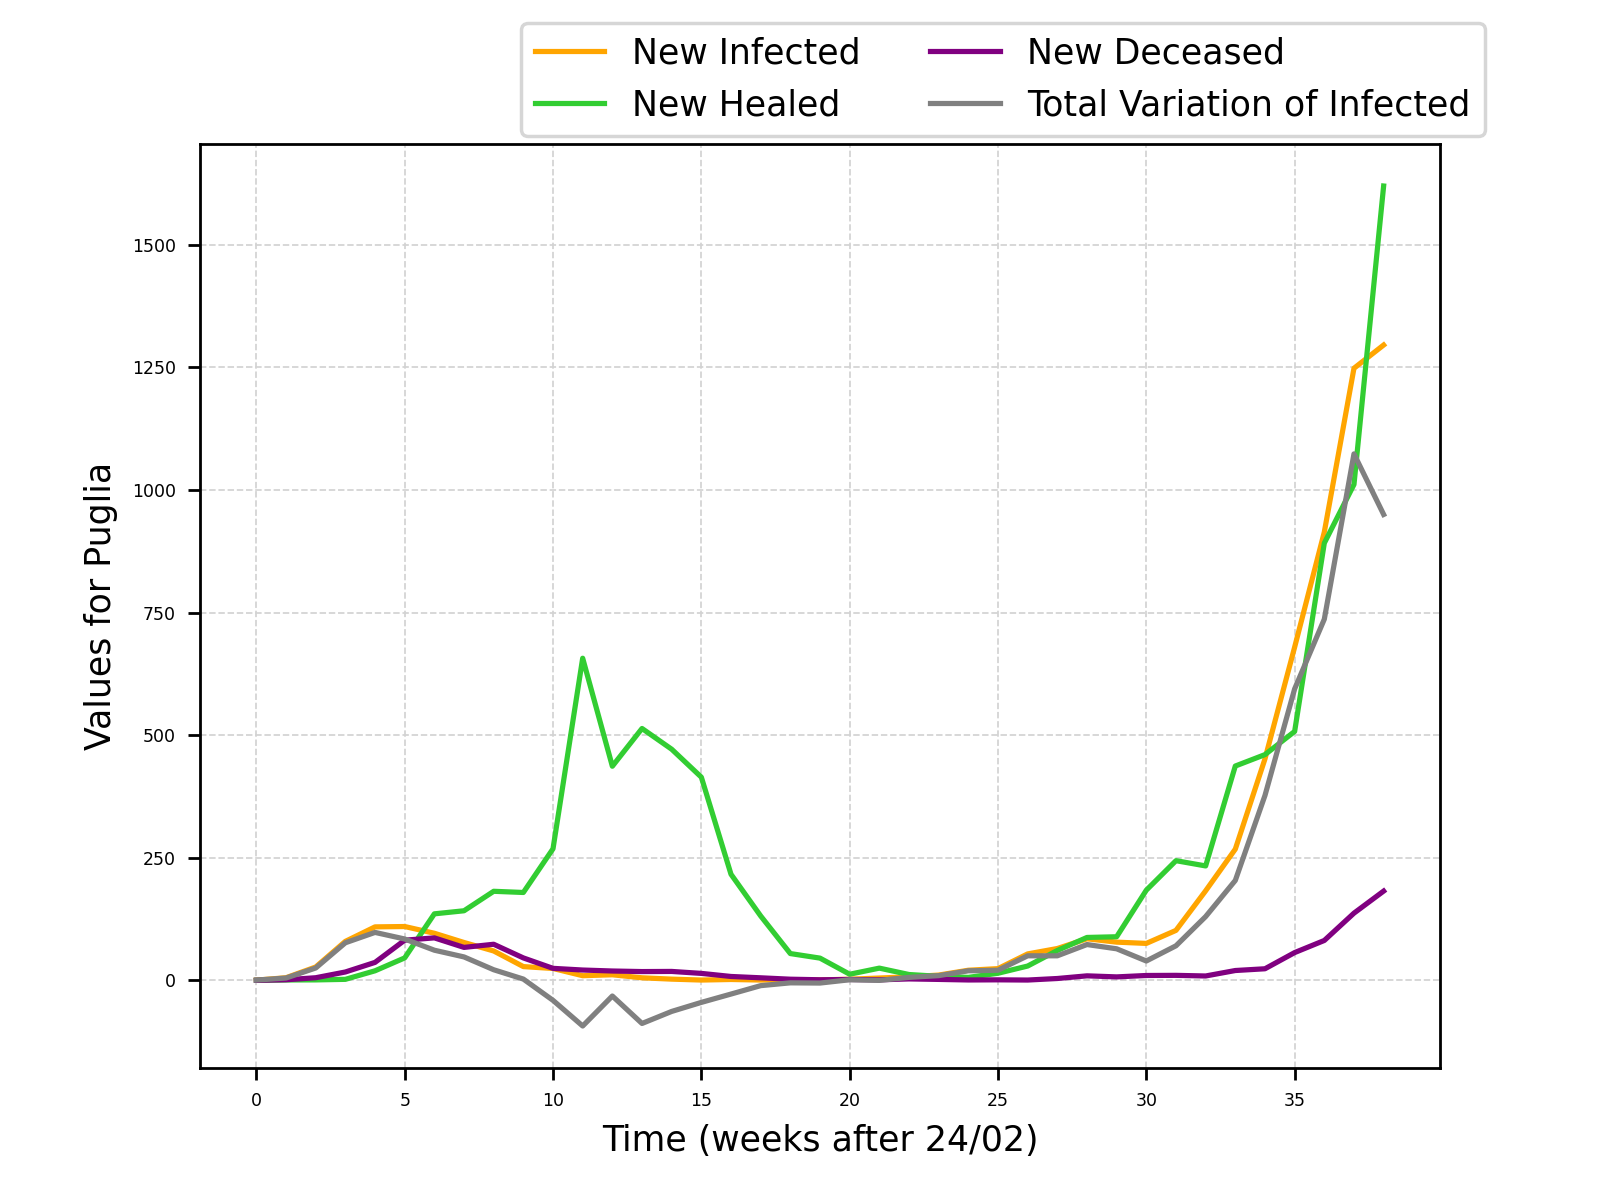 New Infected
New Healed
New Deceased
Total Variation of Infected
Values for Puglia
1500
1250
1000
750
500
250
0
0 5 10 15 20 25 30 35
Time (weeks after 24/02)